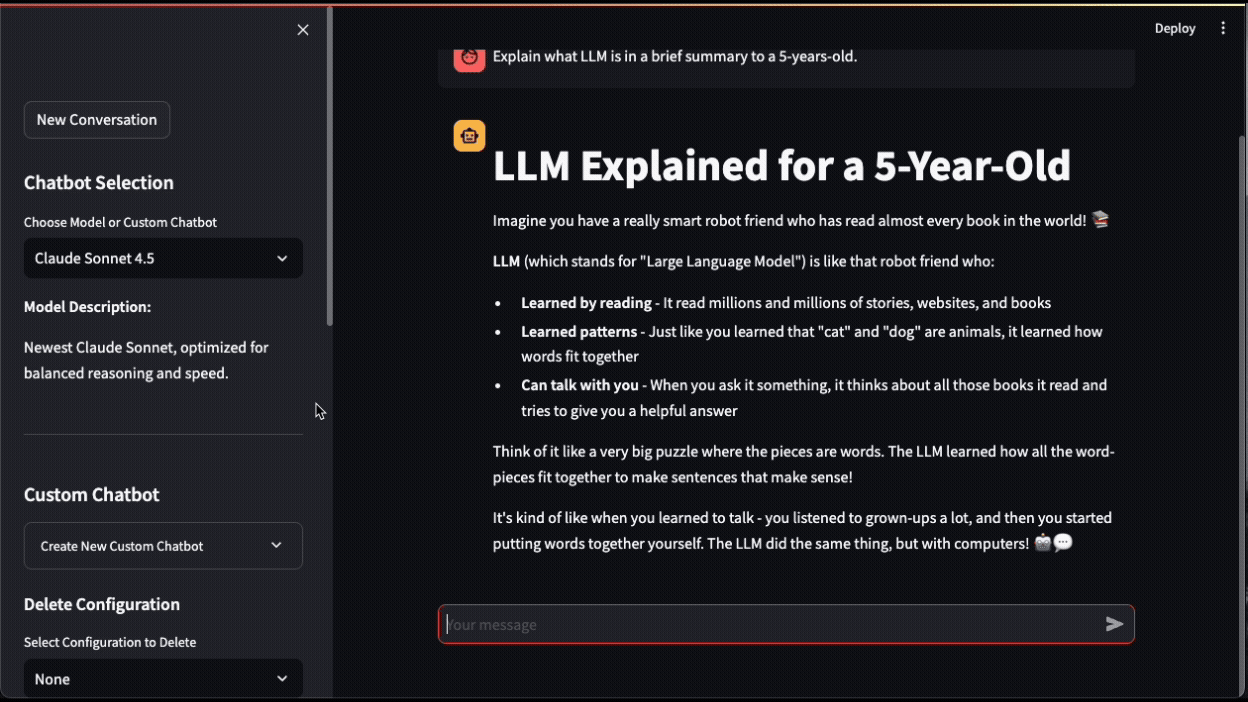 Deploy
New Conversation
Chatbot Selection
Choose Model or Custom Chatbot
Claude Sonnet 4.5
Model Description:
Newest Claude Sonnet, optimized for
balanced reasoning and speed.
Custom Chatbot
Create New Custom Chatbot
Delete Configuration
Select Configuration to Delete
None
Explain what LLM is in a brief summary to a 5-years-old.
LLM Explained for a 5-Year-Old
Imagine you have a really smart robot friend who has read almost every book in the world! 📚
LLM (which stands for "Large Language Model") is like that robot friend who:
• Learned by reading - It read millions and millions of stories, websites, and books
• Learned patterns - Just like you learned that "cat" and "dog" are animals, it learned how
words fit together
• Can talk with you - When you ask it something, it thinks about all those books it read and
tries to give you a helpful answer
Think of it like a very big puzzle where the pieces are words. The LLM learned how all the word-
pieces fit together to make sentences that make sense!
It's kind of like when you learned to talk - you listened to grown-ups a lot, and then you started
putting words together yourself. The LLM did the same thing, but with computers! 🤖💬
Your message